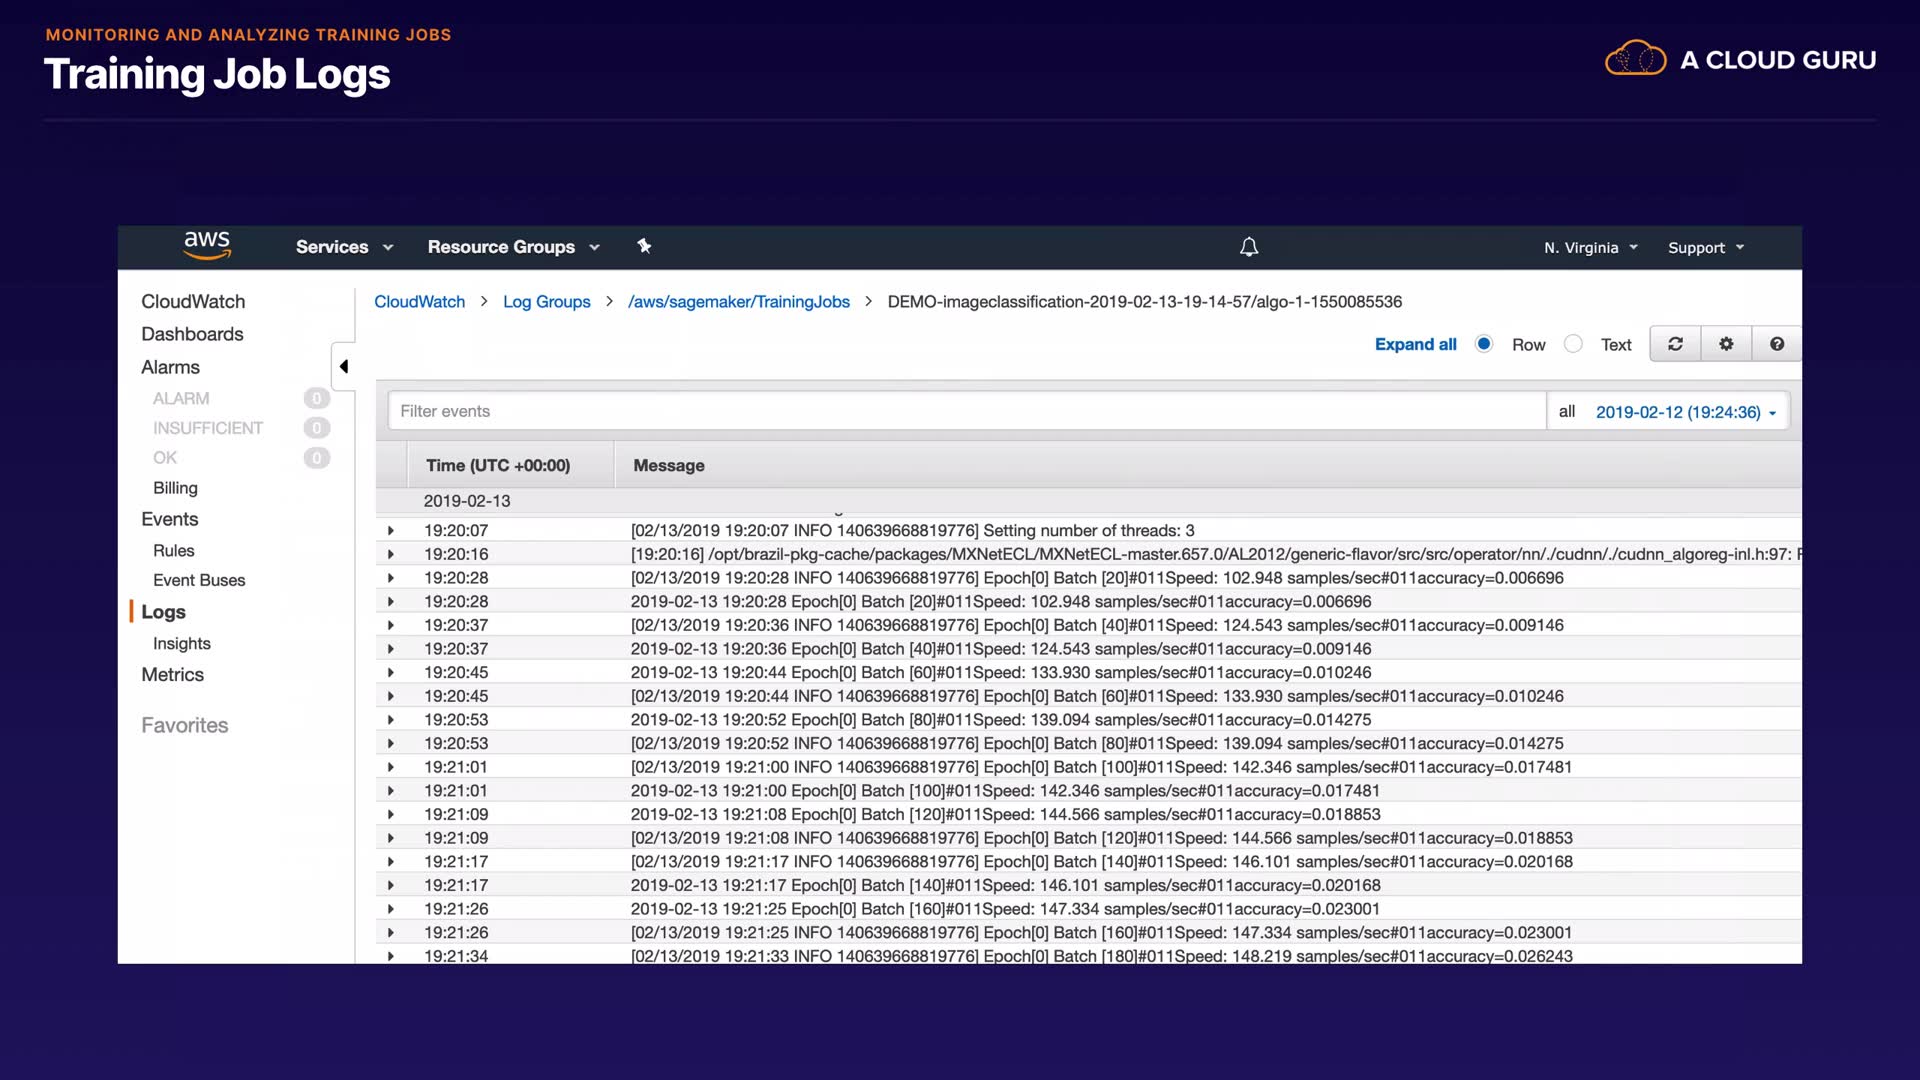 MONITORING AND ANALYZING TRAINING JOBS
Training Job Logs
A CLOUD GURU
aws Services Resource Groups N. Virginia Support
CloudWatch
Dashboards
Alarms
ALARM 0
INSUFFICIENT 0
OK 0
Billing
Events
Rules
Event Buses
Logs
Insights
Metrics
Favorites
CloudWatch > Log Groups > /aws/sagemaker/TrainingJobs > DEMO-imageclassification-2019-02-13-19-14-57/algo-1-1550085536
Expand all Row Text
Filter events all 2019-02-12 (19:24:36)
Time (UTC +00:00) Message
2019-02-13
19:20:07 [02/13/2019 19:20:07 INFO 140639668819776] Setting number of threads: 3
19:20:16 [19:20:16] /opt/brazil-pkg-cache/packages/MXNetECL/MXNetECL-master.657.0/AL2012/generic-flavor/src/src/operator/nn/./cudnn/./cudnn_algoreg-inl.h:97:
19:20:28 [02/13/2019 19:20:28 INFO 140639668819776] Epoch[0] Batch [20]#011Speed: 102.948 samples/sec#011accuracy=0.006696
19:20:28 2019-02-13 19:20:28 Epoch[0] Batch [20]#011Speed: 102.948 samples/sec#011accuracy=0.006696
19:20:37 [02/13/2019 19:20:36 INFO 140639668819776] Epoch[0] Batch [40]#011Speed: 124.543 samples/sec#011accuracy=0.009146
19:20:37 2019-02-13 19:20:36 Epoch[0] Batch [40]#011Speed: 124.543 samples/sec#011accuracy=0.009146
19:20:45 2019-02-13 19:20:44 Epoch[0] Batch [60]#011Speed: 133.930 samples/sec#011accuracy=0.010246
19:20:45 [02/13/2019 19:20:44 INFO 140639668819776] Epoch[0] Batch [60]#011Speed: 133.930 samples/sec#011accuracy=0.010246
19:20:53 2019-02-13 19:20:52 Epoch[0] Batch [80]#011Speed: 139.094 samples/sec#011accuracy=0.014275
19:20:53 [02/13/2019 19:20:52 INFO 140639668819776] Epoch[0] Batch [80]#011Speed: 139.094 samples/sec#011accuracy=0.014275
19:21:01 [02/13/2019 19:21:00 INFO 140639668819776] Epoch[0] Batch [100]#011Speed: 142.346 samples/sec#011accuracy=0.017481
19:21:01 2019-02-13 19:21:00 Epoch[0] Batch [100]#011Speed: 142.346 samples/sec#011accuracy=0.017481
19:21:09 2019-02-13 19:21:08 Epoch[0] Batch [120]#011Speed: 144.566 samples/sec#011accuracy=0.018853
19:21:09 [02/13/2019 19:21:08 INFO 140639668819776] Epoch[0] Batch [120]#011Speed: 144.566 samples/sec#011accuracy=0.018853
19:21:17 [02/13/2019 19:21:17 INFO 140639668819776] Epoch[0] Batch [140]#011Speed: 146.101 samples/sec#011accuracy=0.020168
19:21:17 2019-02-13 19:21:17 Epoch[0] Batch [140]#011Speed: 146.101 samples/sec#011accuracy=0.020168
19:21:26 2019-02-13 19:21:25 Epoch[0] Batch [160]#011Speed: 147.334 samples/sec#011accuracy=0.023001
19:21:26 [02/13/2019 19:21:25 INFO 140639668819776] Epoch[0] Batch [160]#011Speed: 147.334 samples/sec#011accuracy=0.023001
19:21:34 [02/13/2019 19:21:33 INFO 140639668819776] Epoch[0] Batch [180]#011Speed: 148.219 samples/sec#011accuracy=0.026243